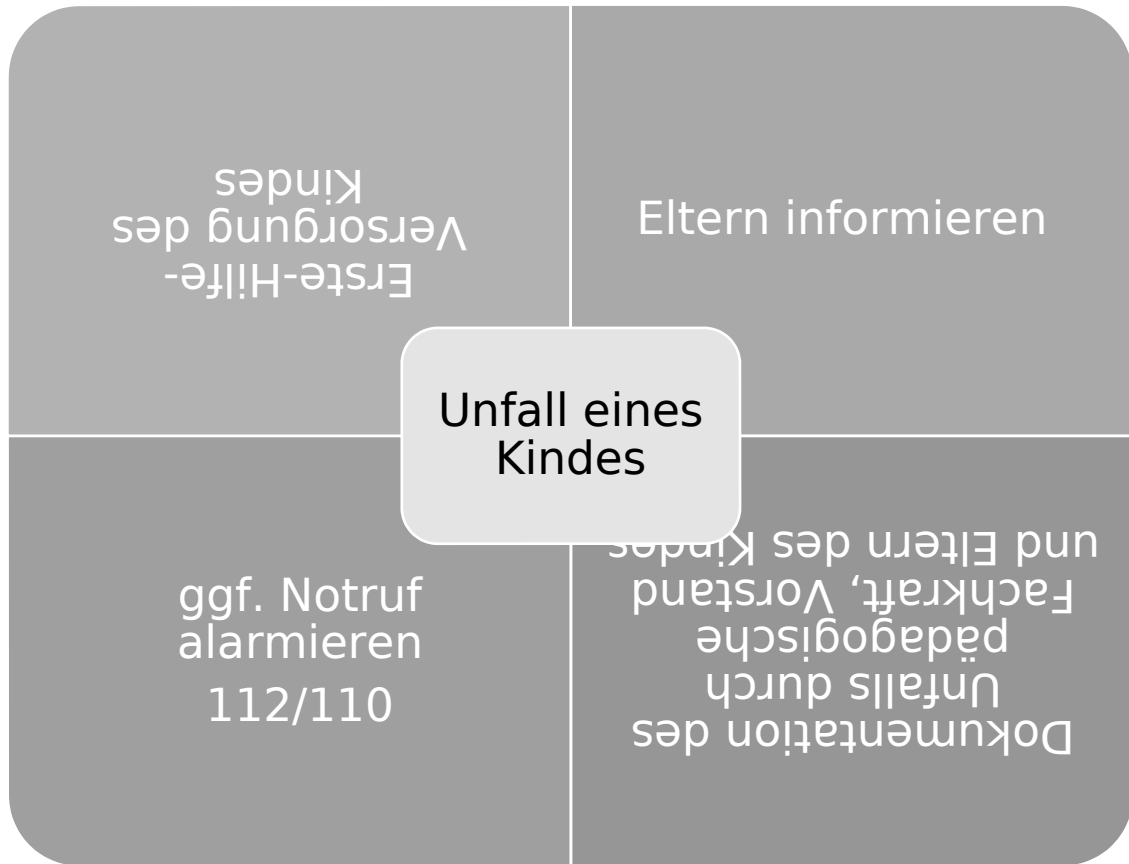 Erste-Hilfe-
Versorgung des
Kindes
Eltern informieren
Unfall eines
Kindes
ggf. Notruf
alarmieren
112/110
Dokumentation des
Unfalls durch
pädagogische
Fachkraft, Vorstand
und Eltern des Kindes